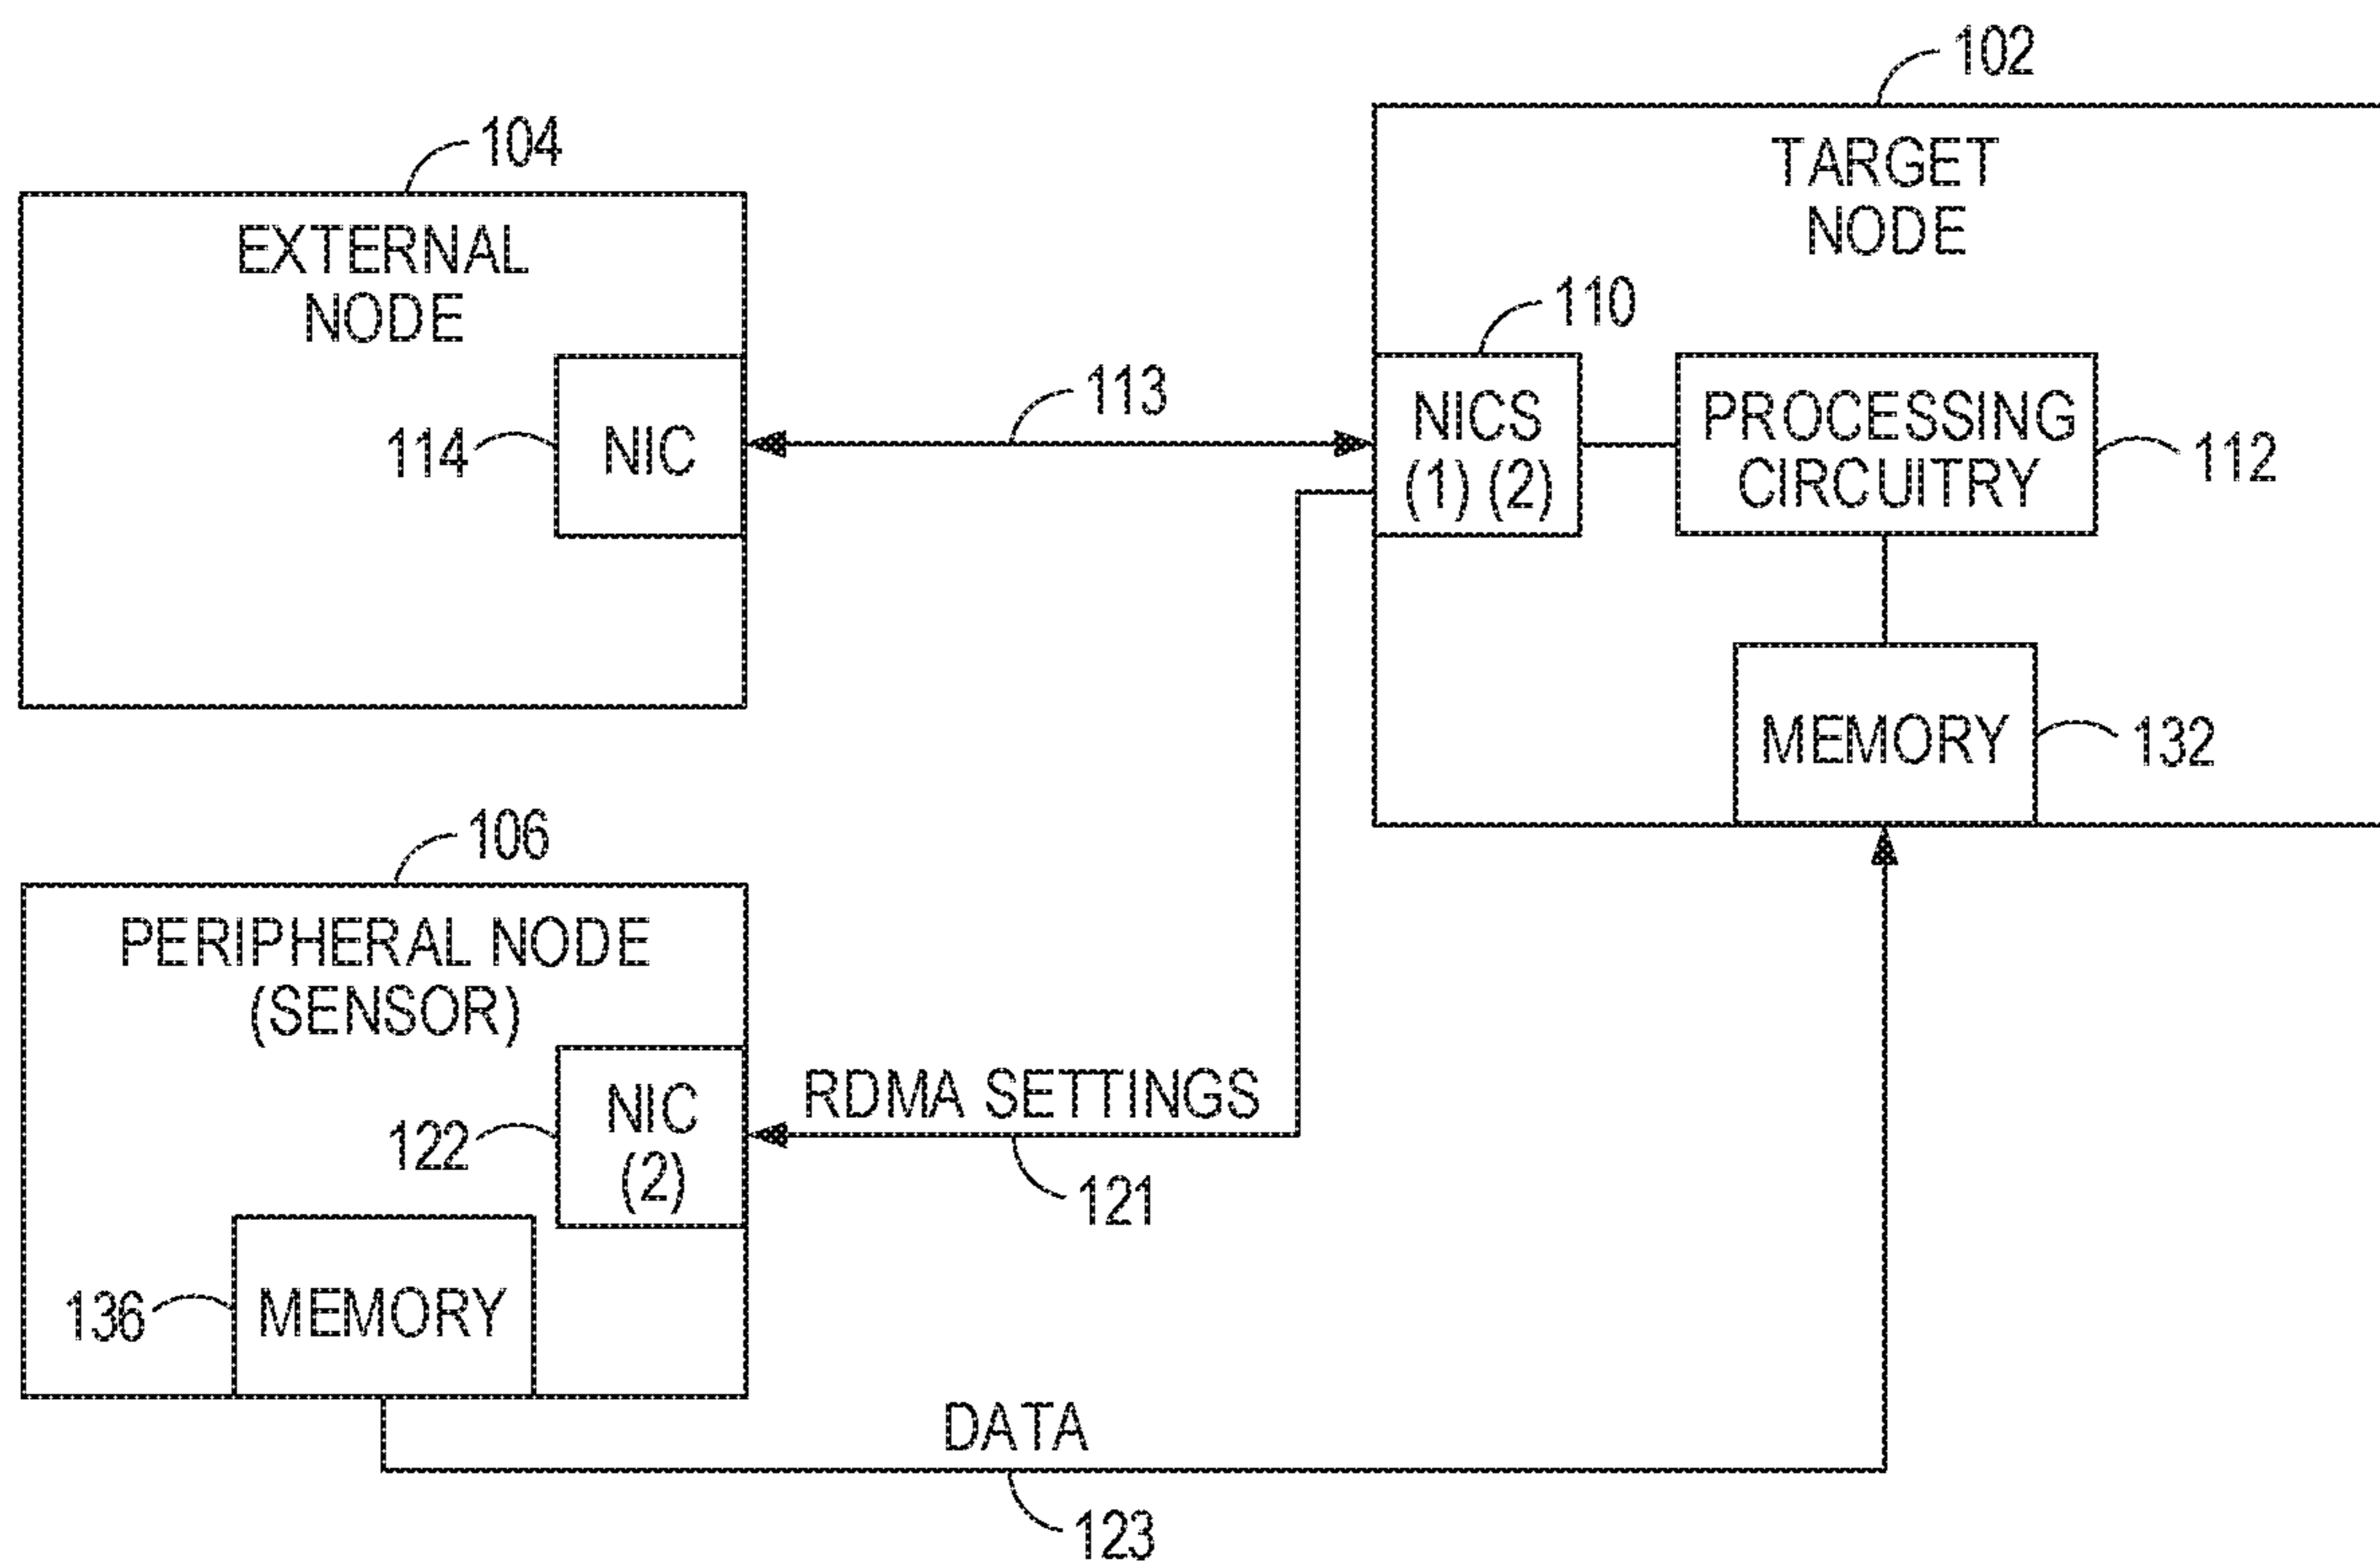 102
TARGET
NODE
104
EXTERNAL
NODE
110
NICS
(1) (2)
PROCESSING
CIRCUITRY
112
113
114
NIC
MEMORY
132
106
PERIPHERAL NODE
(SENSOR)
NIC
(2)
122
RDMA SETTINGS
121
136
MEMORY
DATA
123